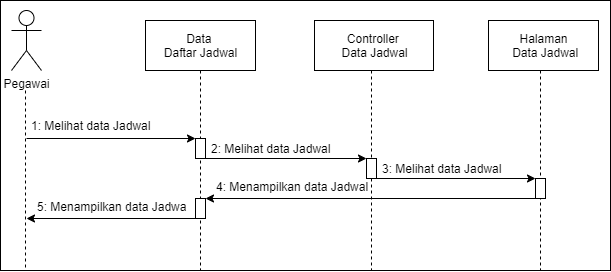 Data
Daftar Jadwal
Controller
Data Jadwal
Halaman
Data Jadwal
Pegawai
1: Melihat data Jadwal
2: Melihat data Jadwal
3: Melihat data Jadwal
4: Menampilkan data Jadwal
5: Menampilkan data Jadwa